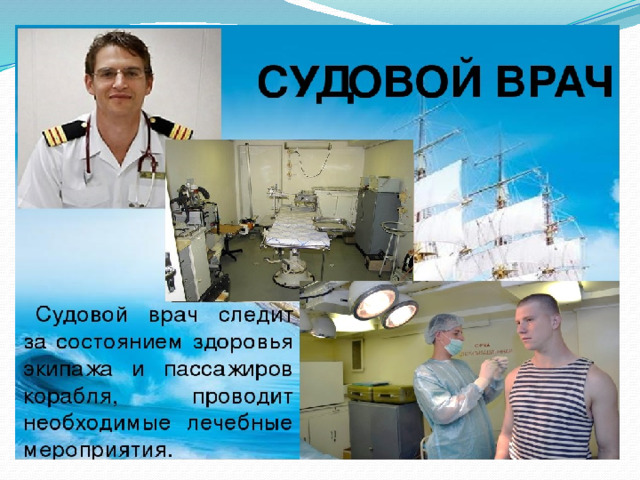 СУДОВОЙ ВРАЧ
Судовой врач следит
за состоянием здоровья
экипажа и пассажиров
корабля, проводит
необходимые лечебные
мероприятия.